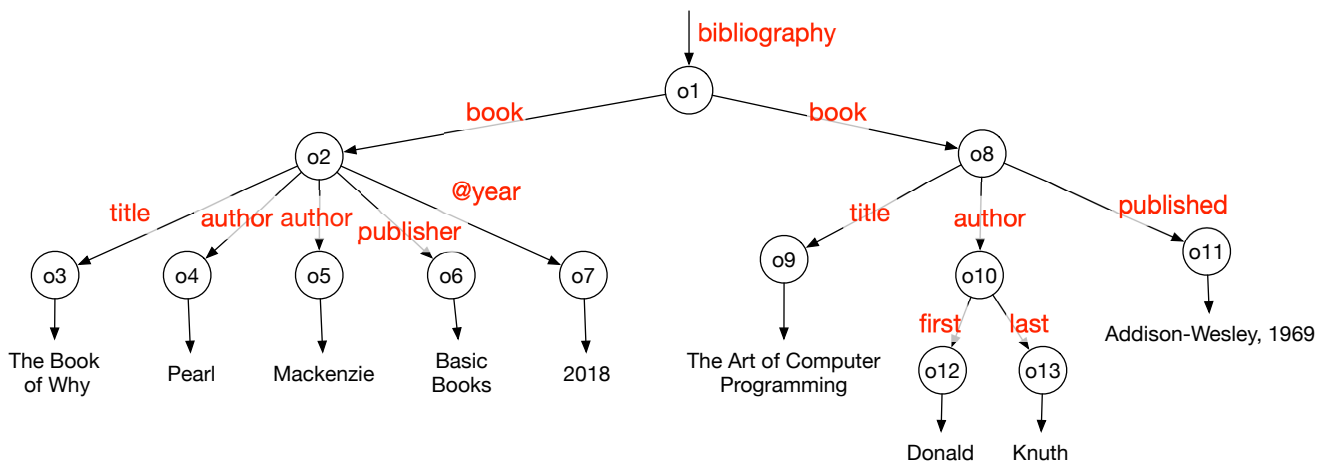 bibliography
o1
book
book
o2
o8
@year
title
author
author
publisher
title
author
published
o3
o4
o5
o6
o7
o9
o10
o11
first
last
The Book
of Why
Pearl
Mackenzie
Basic
Books
2018
The Art of Computer
Programming
o12
o13
Addison-Wesley, 1969
Donald
Knuth